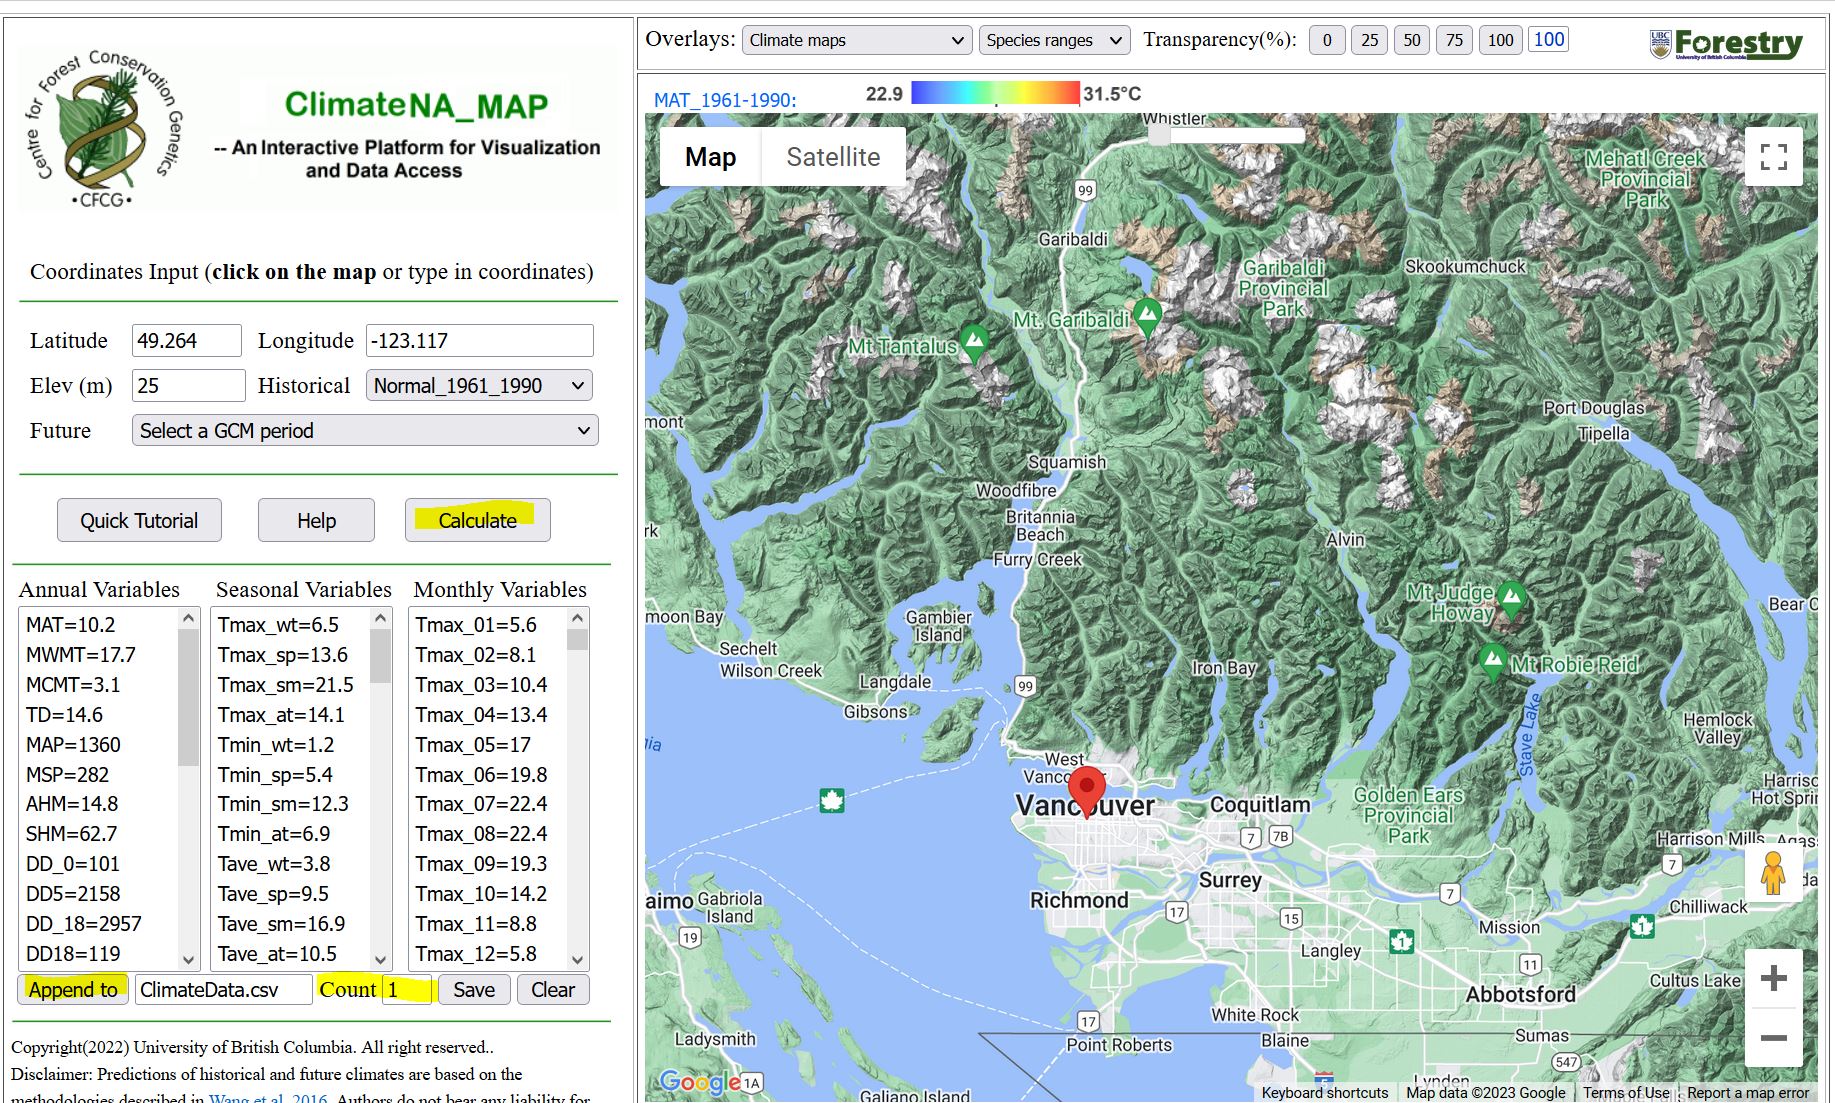 Centre for Forest Conservation Genetics
•CFCG•
ClimateNA_MAP
-- An Interactive Platform for Visualization
and Data Access
Coordinates Input (click on the map or type in coordinates)
Latitude 49.264 Longitude -123.117
Elev (m) 25 Historical Normal_1961_1990
Future Select a GCM period
Quick Tutorial Help Calculate
Annual Variables Seasonal Variables Monthly Variables
MAT=10.2 Tmax_wt=6.5 Tmax_01=5.6
MWMT=17.7 Tmax_sp=13.6 Tmax_02=8.1
MCMT=3.1 Tmax_sm=21.5 Tmax_03=10.4
TD=14.6 Tmax_at=14.1 Tmax_04=13.4
MAP=1360 Tmin_wt=1.2 Tmax_05=17
MSP=282 Tmin_sp=5.4 Tmax_06=19.8
AHM=14.8 Tmin_sm=12.3 Tmax_07=22.4
SHM=62.7 Tmin_at=6.9 Tmax_08=22.4
DD_0=101 Tave_wt=3.8 Tmax_09=19.3
DD5=2158 Tave_sp=9.5 Tmax_10=14.2
DD_18=2957 Tave_sm=16.9 Tmax_11=8.8
DD18=119 Tave_at=10.5 Tmax_12=5.8
Append to ClimateData.csv Count 1 Save Clear
Copyright(2022) University of British Columbia. All right reserved..
Disclaimer: Predictions of historical and future climates are based on the
methodologies described in Wang et al. 2016. Authors do not bear any liability for
Overlays: Climate maps Species ranges Transparency(%): 0 25 50 75 100 100
UBC Forestry
University of British Columbia
MAT_1961-1990: 22.9 31.5°C
Whistler
Map Satellite
Mehatl Creek
Provincial
Park
99
Garibaldi
Skookumchuck
Garibaldi
Provincial
Park
Mt. Garibaldi
Mt Tantalus
Port Douglas
mont
Tipella
Squamish
Woodfibre
Britannia
Beach
rk
Alvin
Furry Creek
Mt Judge
Howay
Bear C
moon Bay
Gambier
Island
Sechelt
Mt Robie Reid
Wilson Creek
Iron Bay
Langdale
99
Gibsons
Hemlock
Valley
Stave Lake
ia
West
Vanco
Harriso
Hot Sprin
Vancouver
Coquitlam
Golden Ears
Provincial
Park
7
7B
Harrison Mills
Agas
7
Surrey
da
7
aimo
Gabriola
Island
Richmond
17
15
Chilliwack
Mission
1
19
1
Langley
11
Cultus Lake
Abbotsford
White Rock
17
Ladysmith
Point Roberts
Blaine
Sumas
547
Google
1A
5
Lynden
Galiano Island
Keyboard shortcuts Map data ©2023 Google Terms of Use Report a map error